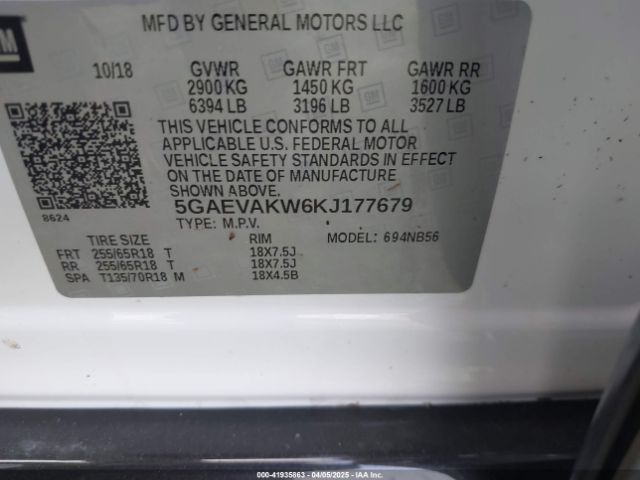 MFD BY GENERAL MOTORS LLC
GM
10/18 GVWR GAWR FRT GAWR RR
2900 KG 1450 KG 1600 KG
6394 LB 3196 LB 3527 LB
THIS VEHICLE CONFORMS TO ALL
APPLICABLE U.S. FEDERAL MOTOR
VEHICLE SAFETY STANDARDS IN EFFECT
ON THE DATE OF MANUFACTURE
SHOWN ABOVE.
8624
5GAEVAKW6KJ177679
TYPE: M.P.V. MODEL: 694NB56
TIRE SIZE RIM
FRT 255/65R18 T 18X7.5J
RR 255/65R18 T 18X7.5J
SPA T135/70R18 M 18X4.5B
000-41935863 04/05/2025 IAA Inc.